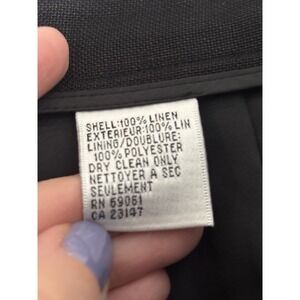 SHELL:100% LINEN
EXTERIEUR:100% LIN
LINING/DOUBLURE:
100% POLYESTER
DRY CLEAN ONLY
NETTOYER A SEC
SEULEMENT
RN 69061
CA 23147